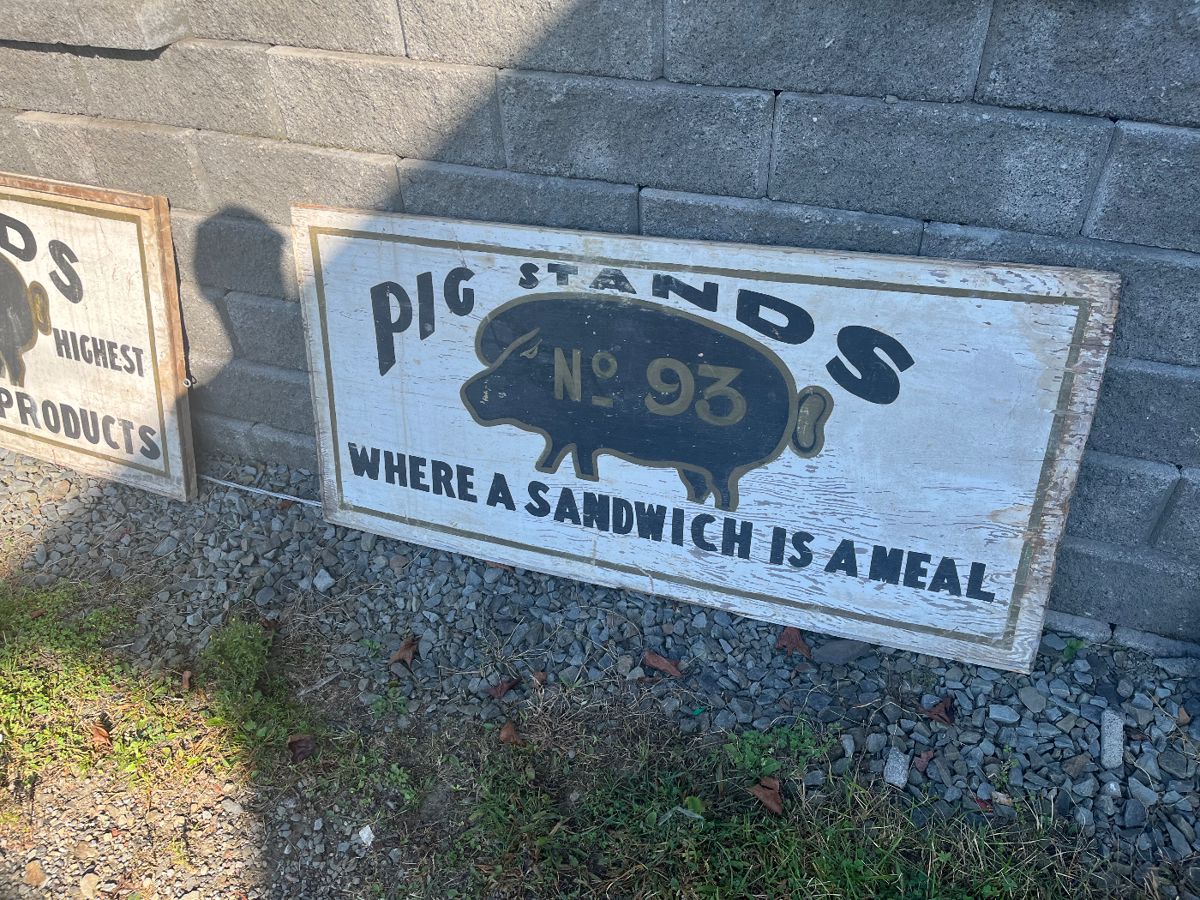 DS
HIGHEST
PRODUCTS
PIG STANDS
Nº 93
WHERE A SANDWICH IS A MEAL